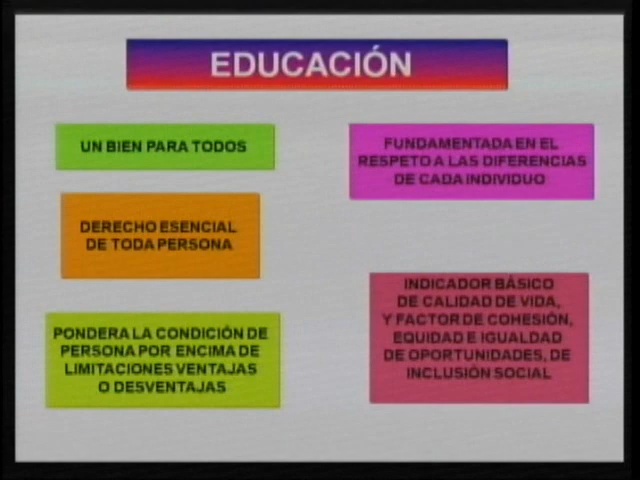 EDUCACIÓN
UN BIEN PARA TODOS
DERECHO ESENCIAL
DE TODA PERSONA
PONDERA LA CONDICIÓN DE
PERSONA POR ENCIMA DE
LIMITACIONES VENTAJAS
O DESVENTAJAS
FUNDAMENTADA EN EL
RESPETO A LAS DIFERENCIAS
DE CADA INDIVIDUO
INDICADOR BÁSICO
DE CALIDAD DE VIDA,
Y FACTOR DE COHESIÓN,
EQUIDAD E IGUALDAD
DE OPORTUNIDADES, DE
INCLUSIÓN SOCIAL